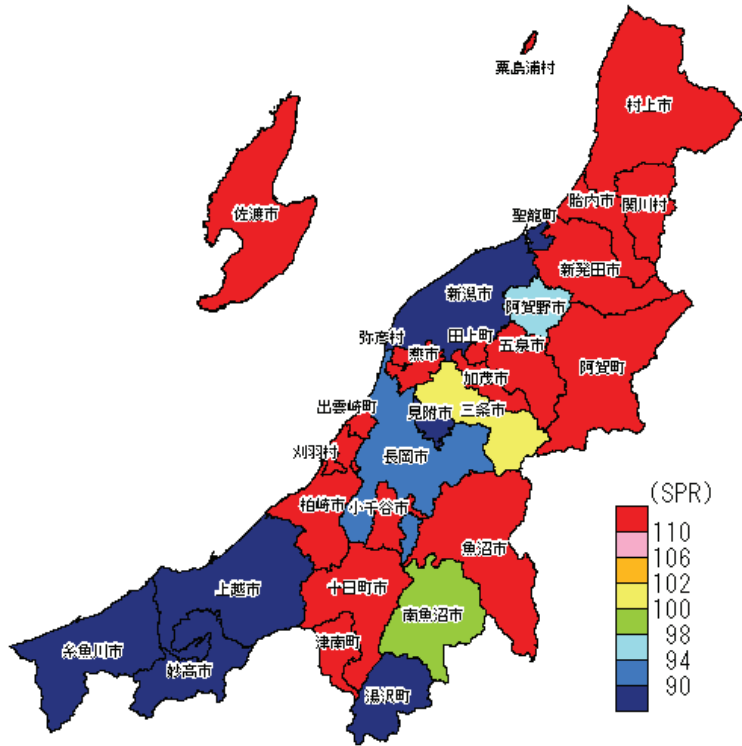 粟島浦村
村上市
佐渡市
胎内市
関川村
聖籠町
新発田市
新潟市
阿賀野市
弥彦村
田上町
五泉市
燕市
阿賀町
加茂市
出雲崎町
見附市
三条市
刈羽村
長岡市
柏崎市
小千谷市
魚沼市
上越市
十日町市
南魚沼市
津南町
糸魚川市
妙高市
湯沢町
(SPR)
110
106
102
100
98
94
90